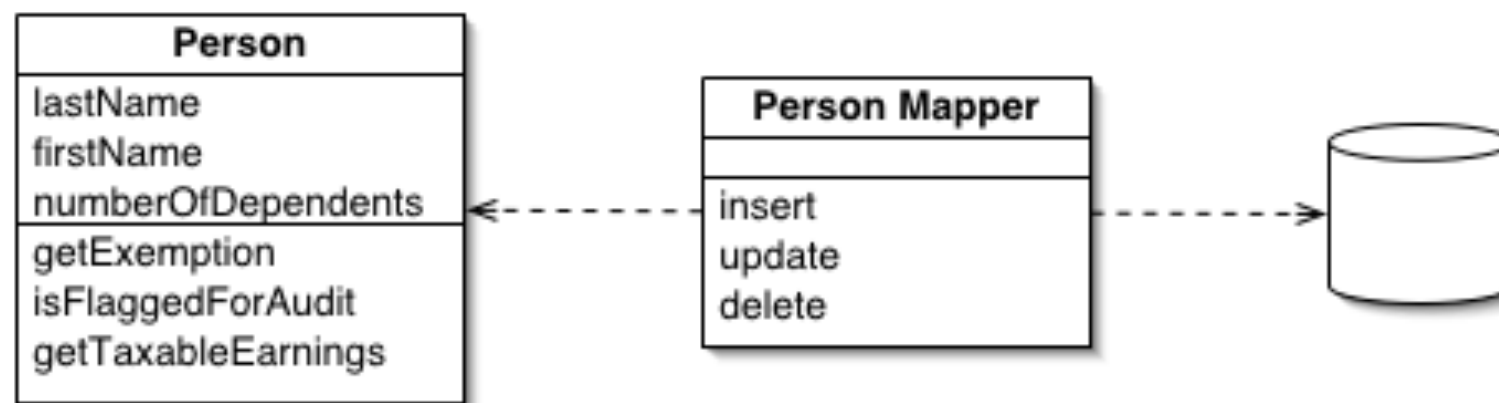 Person
lastName
firstName
numberOfDependents
getExemption
isFlaggedForAudit
getTaxableEarnings
Person Mapper
insert
update
delete